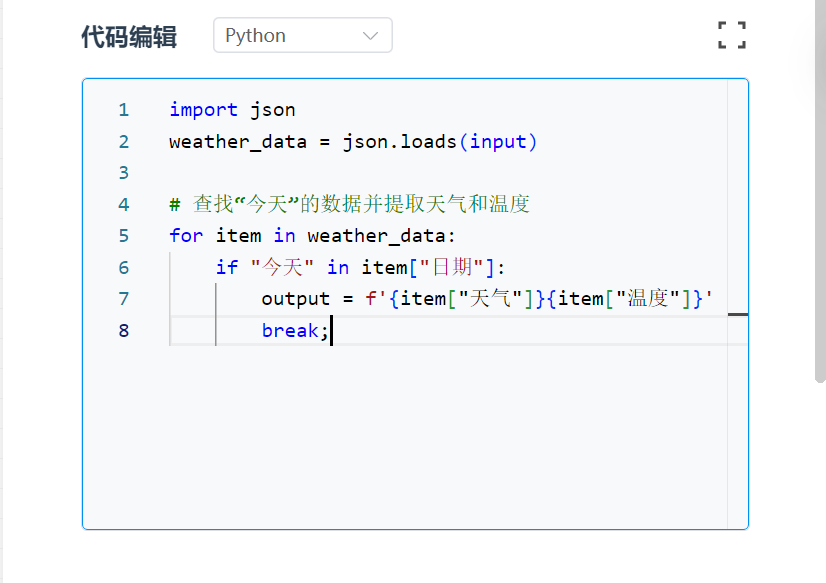 代码编辑 Python
1 import json
2 weather_data = json.loads(input)
3
4 # 查找“今天”的数据并提取天气和温度
5 for item in weather_data:
6     if "今天" in item["日期"]:
7         output = f'{item["天气"]}{item["温度"]}'
8         break;